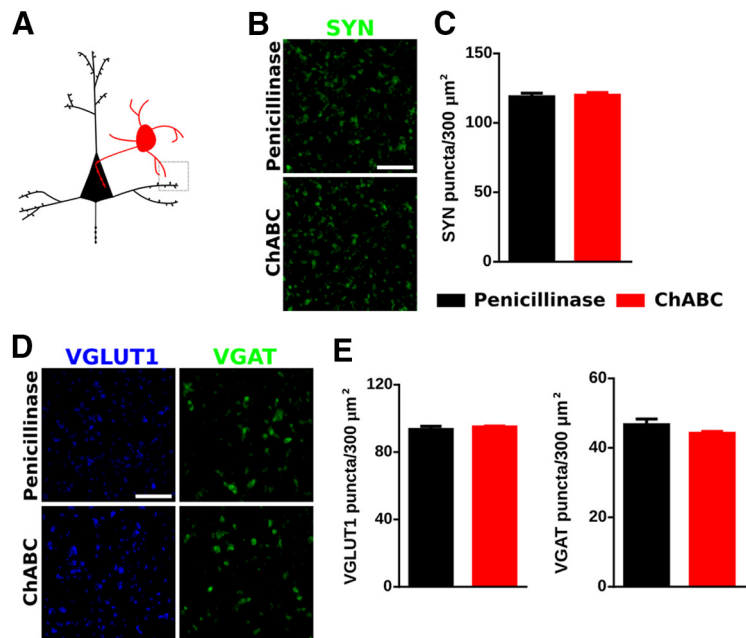 A
B
SYN
Penicillinase
ChABC
C
SYN puncta/300 µm²
150
100
50
0
Penicillinase
ChABC
D
VGLUT1
VGAT
Penicillinase
ChABC
E
VGLUT1 puncta/300 µm²
120
80
40
0
VGAT puncta/300 µm²
60
40
20
0